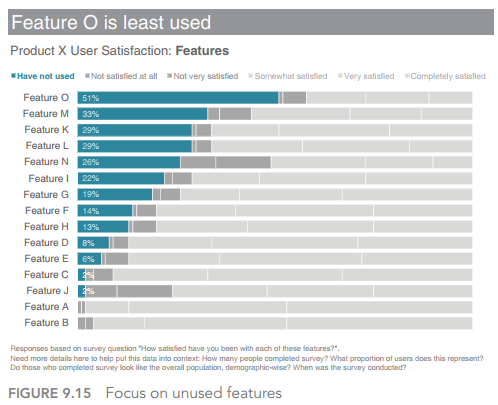 Feature O is least used
Product X User Satisfaction: Features
Have not used Not satisfied at all Not very satisfied Somewhat satisfied Very satisfied Completely satisfied
Feature O 51%
Feature M 33%
Feature K 29%
Feature L 29%
Feature N 26%
Feature I 22%
Feature G 19%
Feature F 14%
Feature H 13%
Feature D 8%
Feature E 6%
Feature C 2%
Feature J 2%
Feature A
Feature B
Responses based on survey question "How satisfied have you been with each of these features?".
Need more details here to help put this data into context: How many people completed survey? What proportion of users does this represent?
Do those who completed survey look like the overall population, demographic-wise? When was the survey conducted?
FIGURE 9.15 Focus on unused features